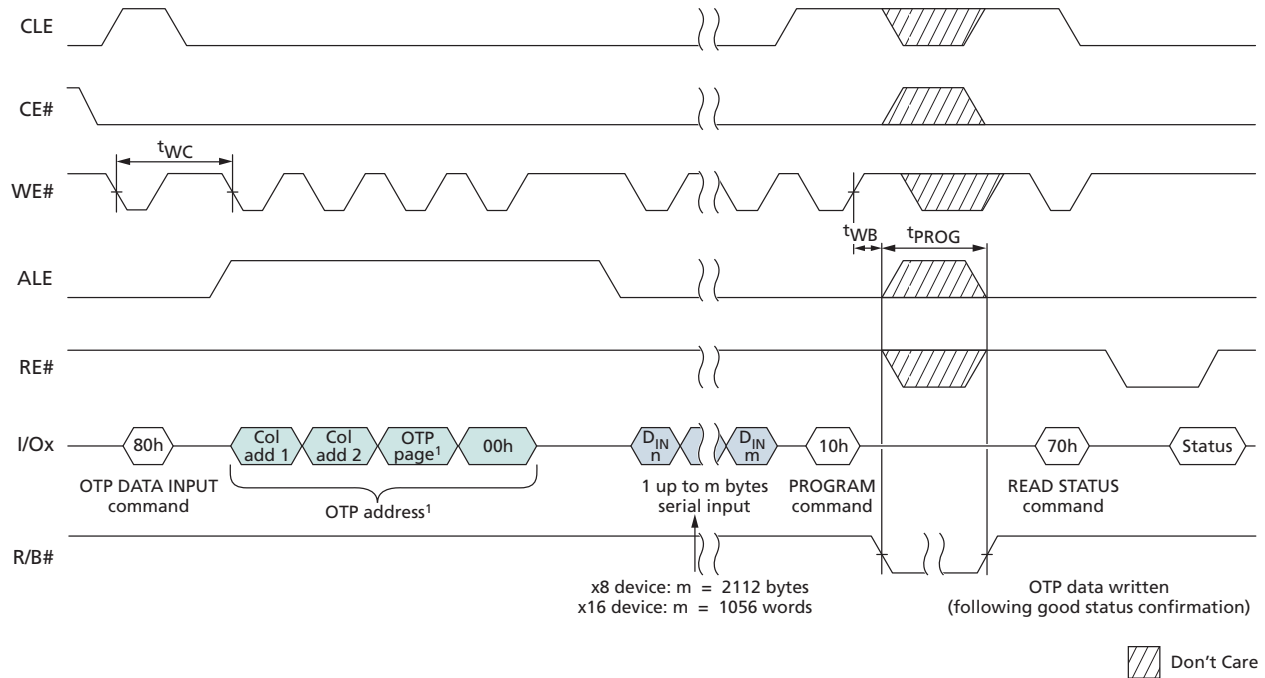 CLE
CE#
tWC
WE#
tWB
tPROG
ALE
RE#
I/Ox
80h
Col
add 1
Col
add 2
OTP
page1
00h
DIN
n
DIN
m
10h
70h
Status
OTP DATA INPUT
command
OTP address1
1 up to m bytes
serial input
PROGRAM
command
READ STATUS
command
R/B#
x8 device: m = 2112 bytes
x16 device: m = 1056 words
OTP data written
(following good status confirmation)
Don't Care